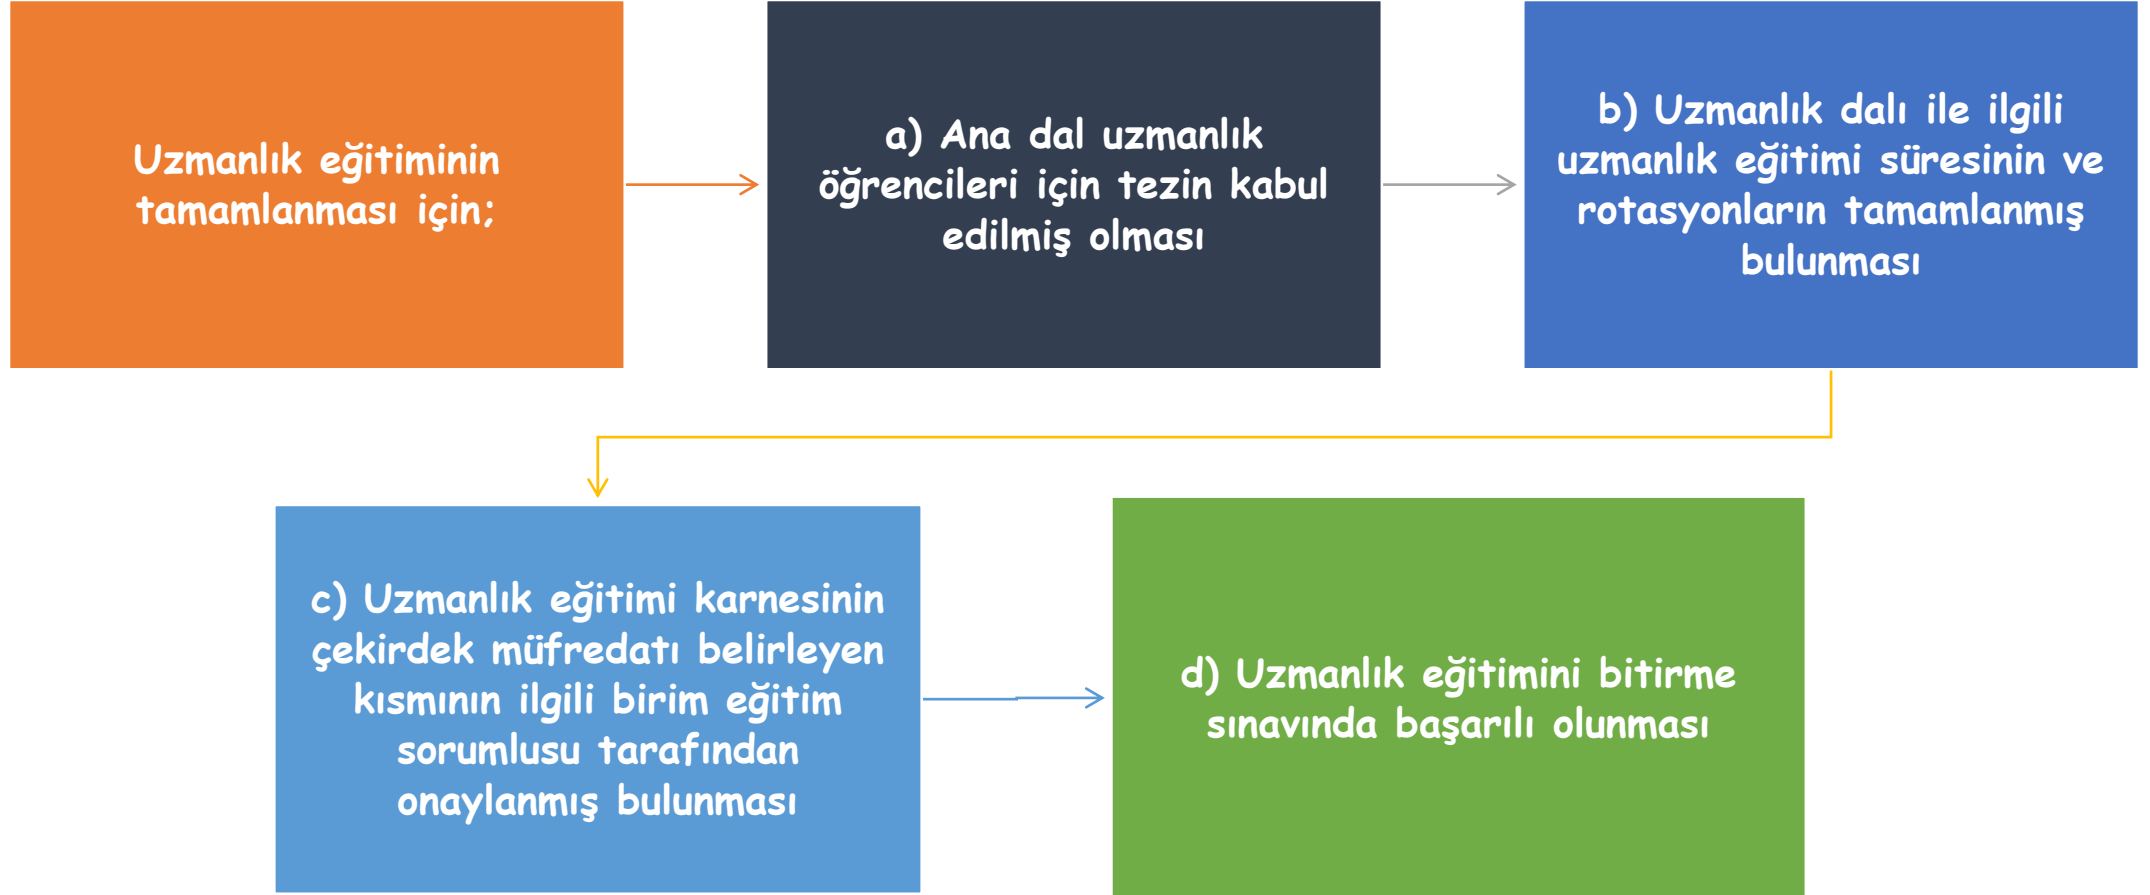 Uzmanlık eğitiminin
tamamlanması için;
a) Ana dal uzmanlık
öğrencileri için tezin kabul
edilmiş olması
b) Uzmanlık dalı ile ilgili
uzmanlık eğitimi süresinin ve
rotasyonların tamamlanmış
bulunması
c) Uzmanlık eğitimi karnesinin
çekirdek müfredatı belirleyen
kısmının ilgili birim eğitim
sorumlusu tarafından
onaylanmış bulunması
d) Uzmanlık eğitimini bitirme
sınavında başarılı olunması